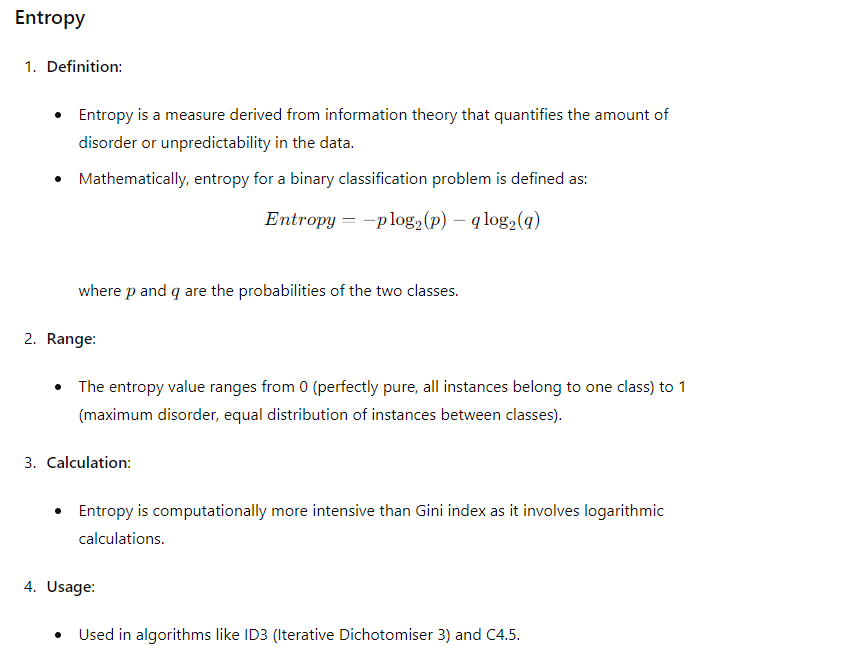 Entropy
1. Definition:
• Entropy is a measure derived from information theory that quantifies the amount of
disorder or unpredictability in the data.
• Mathematically, entropy for a binary classification problem is defined as:
Entropy = −p log₂(p) − q log₂(q)
where p and q are the probabilities of the two classes.
2. Range:
• The entropy value ranges from 0 (perfectly pure, all instances belong to one class) to 1
(maximum disorder, equal distribution of instances between classes).
3. Calculation:
• Entropy is computationally more intensive than Gini index as it involves logarithmic
calculations.
4. Usage:
• Used in algorithms like ID3 (Iterative Dichotomiser 3) and C4.5.